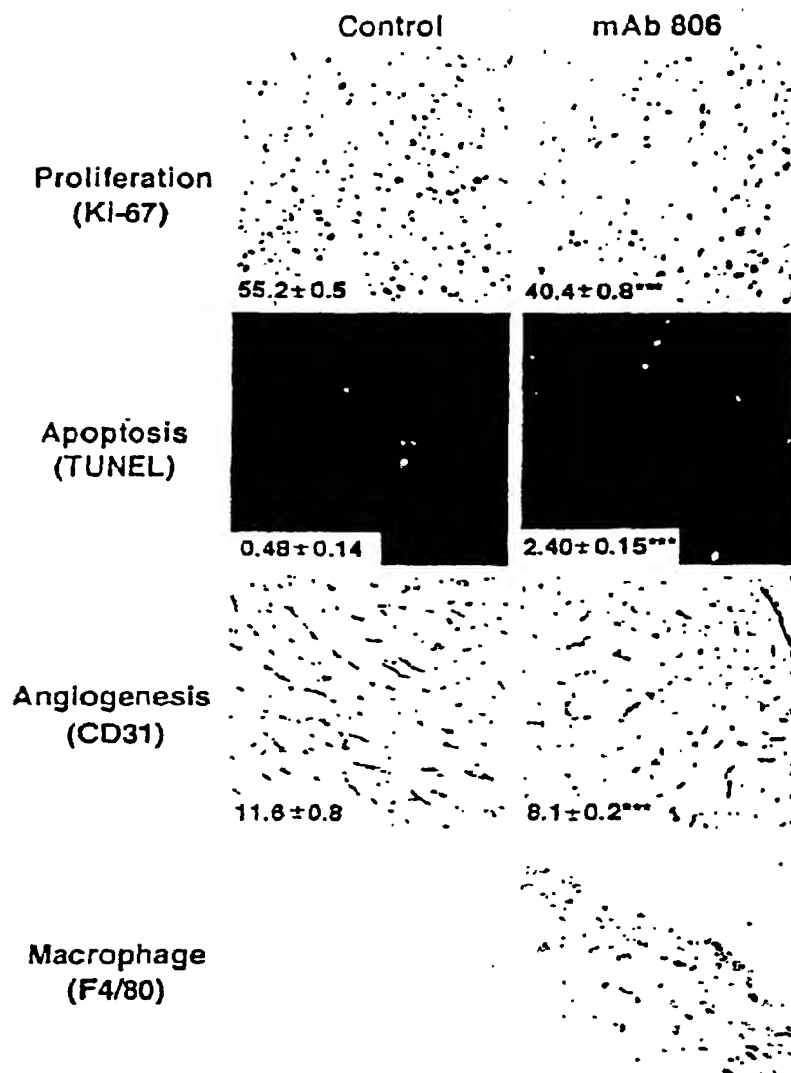 Control mAb 806
Proliferation
(Ki-67)
55.2±0.5 40.4±0.8***
Apoptosis
(TUNEL)
0.48±0.14 2.40±0.15***
Angiogenesis
(CD31)
11.6±0.8 8.1±0.2***
Macrophage
(F4/80)